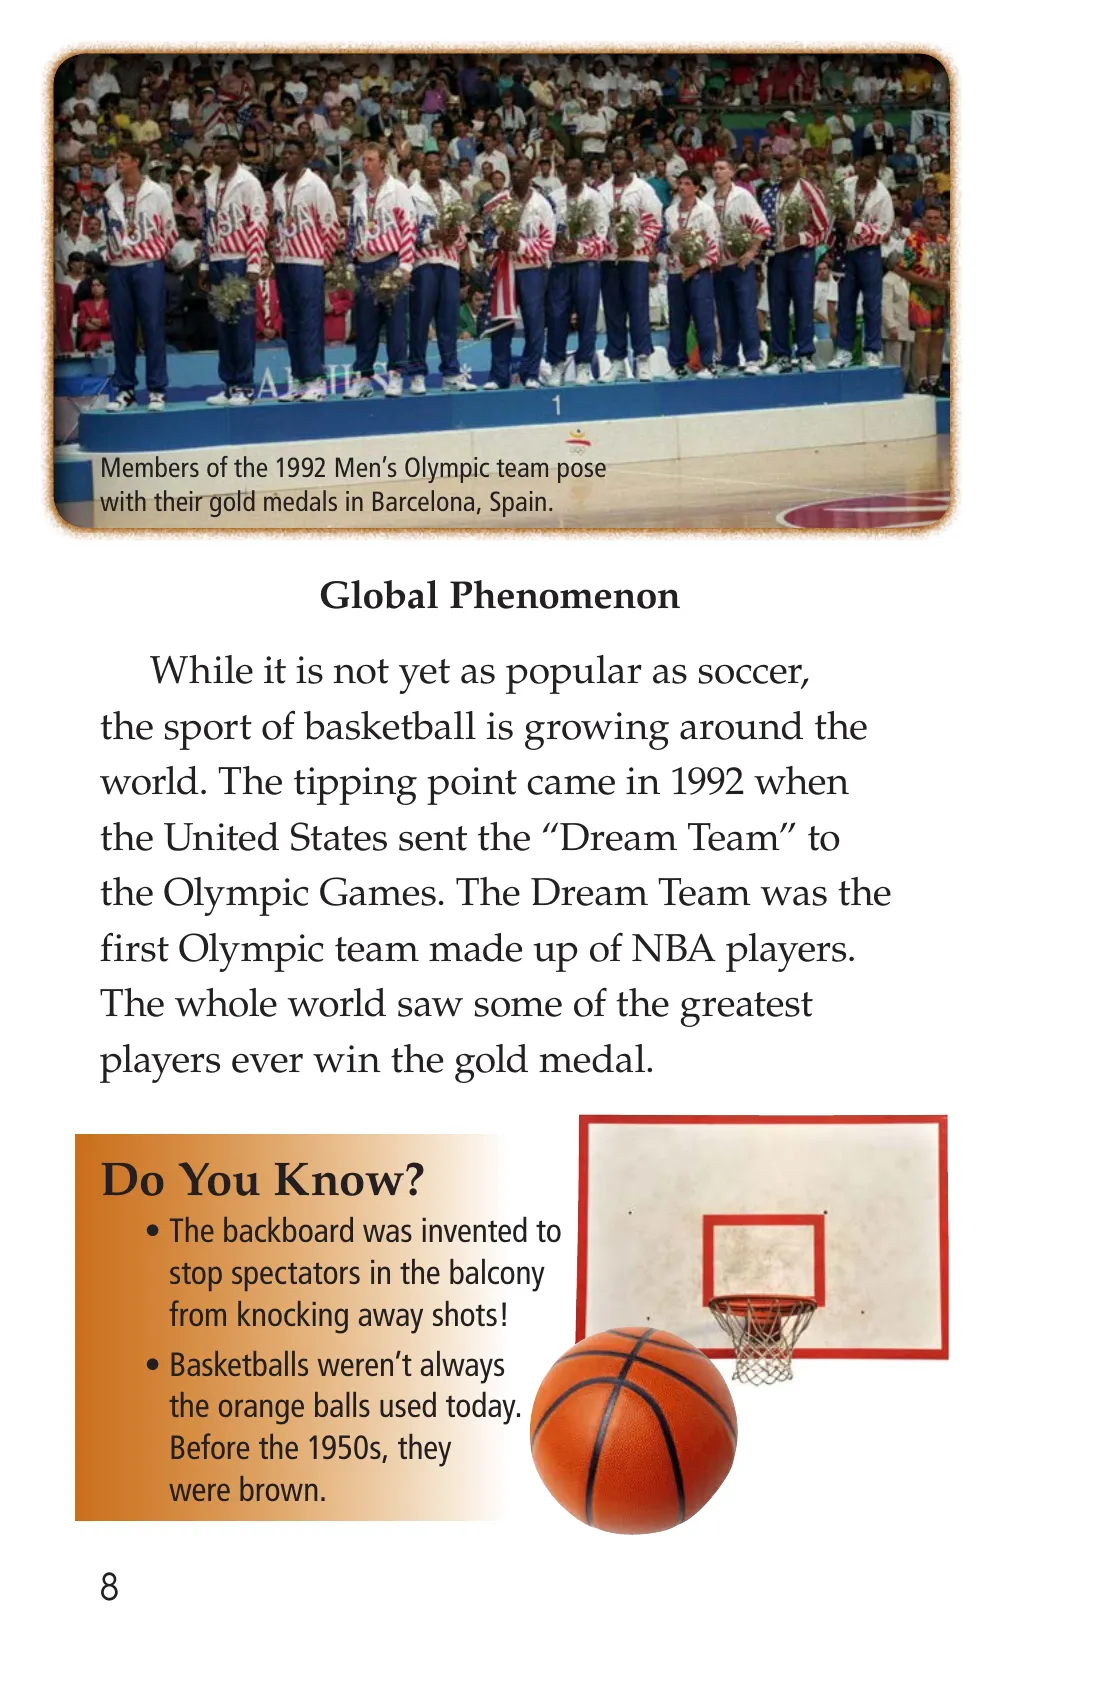 USA
USA
USA
USA
1
Members of the 1992 Men’s Olympic team pose
with their gold medals in Barcelona, Spain.
Global Phenomenon
While it is not yet as popular as soccer,
the sport of basketball is growing around the
world. The tipping point came in 1992 when
the United States sent the “Dream Team” to
the Olympic Games. The Dream Team was the
first Olympic team made up of NBA players.
The whole world saw some of the greatest
players ever win the gold medal.
Do You Know?
• The backboard was invented to
stop spectators in the balcony
from knocking away shots!
• Basketballs weren’t always
the orange balls used today.
Before the 1950s, they
were brown.
8